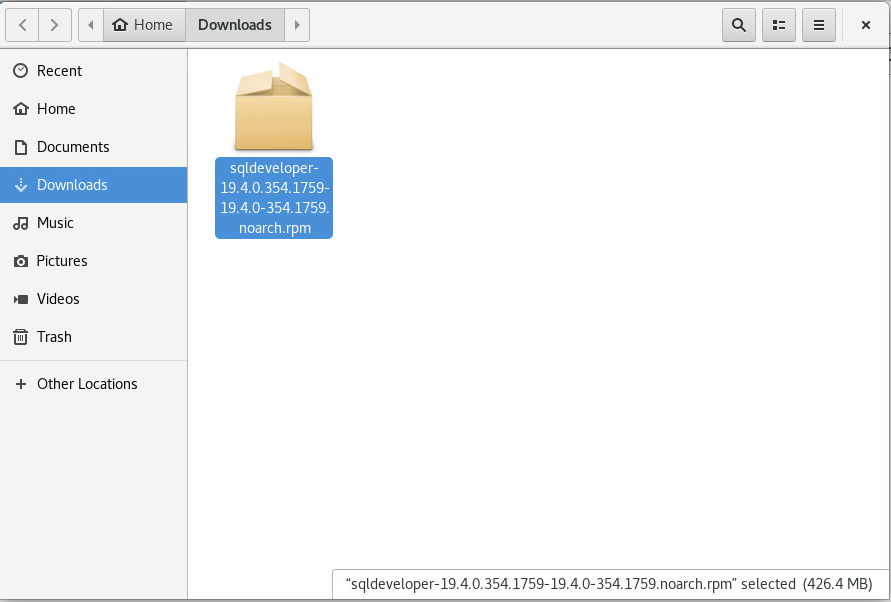 Home Downloads
Recent
Home
Documents
Downloads
Music
Pictures
Videos
Trash
Other Locations
sqldeveloper-
19.4.0.354.1759-
19.4.0-354.1759.
noarch.rpm
“sqldeveloper-19.4.0.354.1759-19.4.0-354.1759.noarch.rpm” selected (426.4 MB)